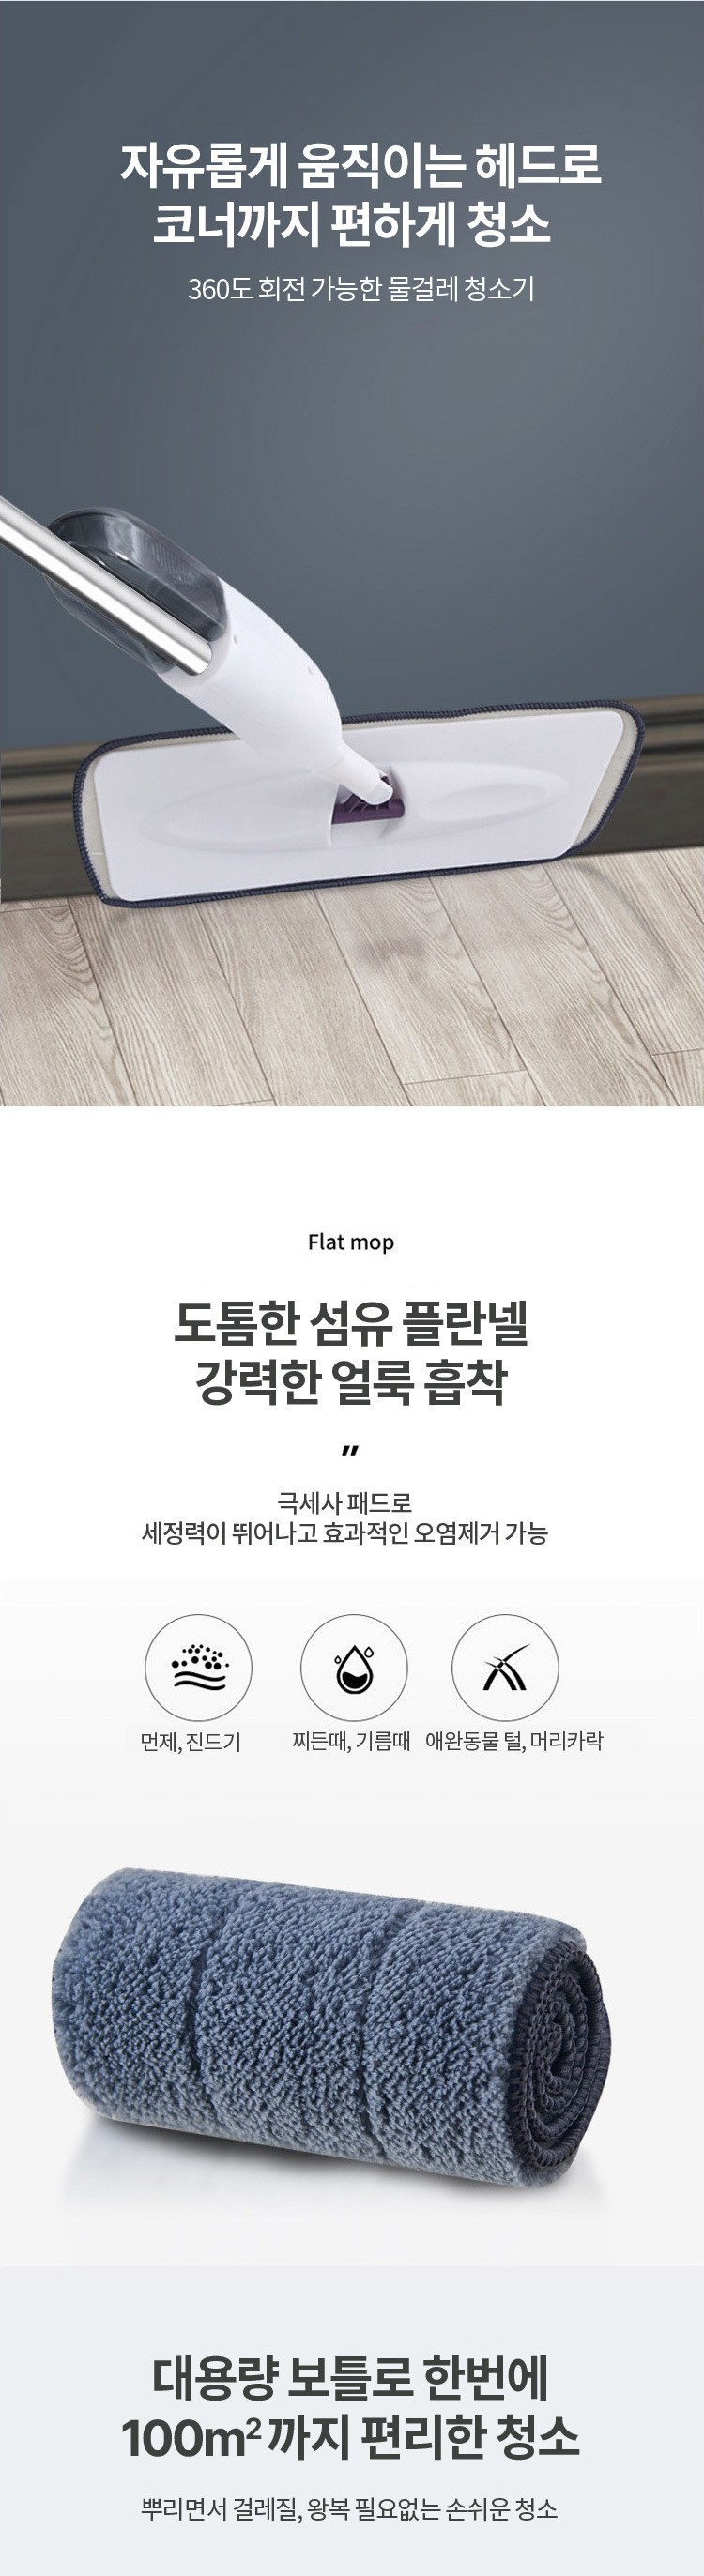 자유롭게 움직이는 헤드로
코너까지 편하게 청소
360도 회전 가능한 물걸레 청소기
Flat mop
도톰한 섬유 플란넬
강력한 얼룩 흡착
"
극세사 패드로
세정력이 뛰어나고 효과적인 오염제거 가능
먼제, 진드기
찌든때, 기름때
애완동물 털, 머리카락
대용량 보틀로 한번에
100m²까지 편리한 청소
뿌리면서 걸레질, 왕복 필요없는 손쉬운 청소